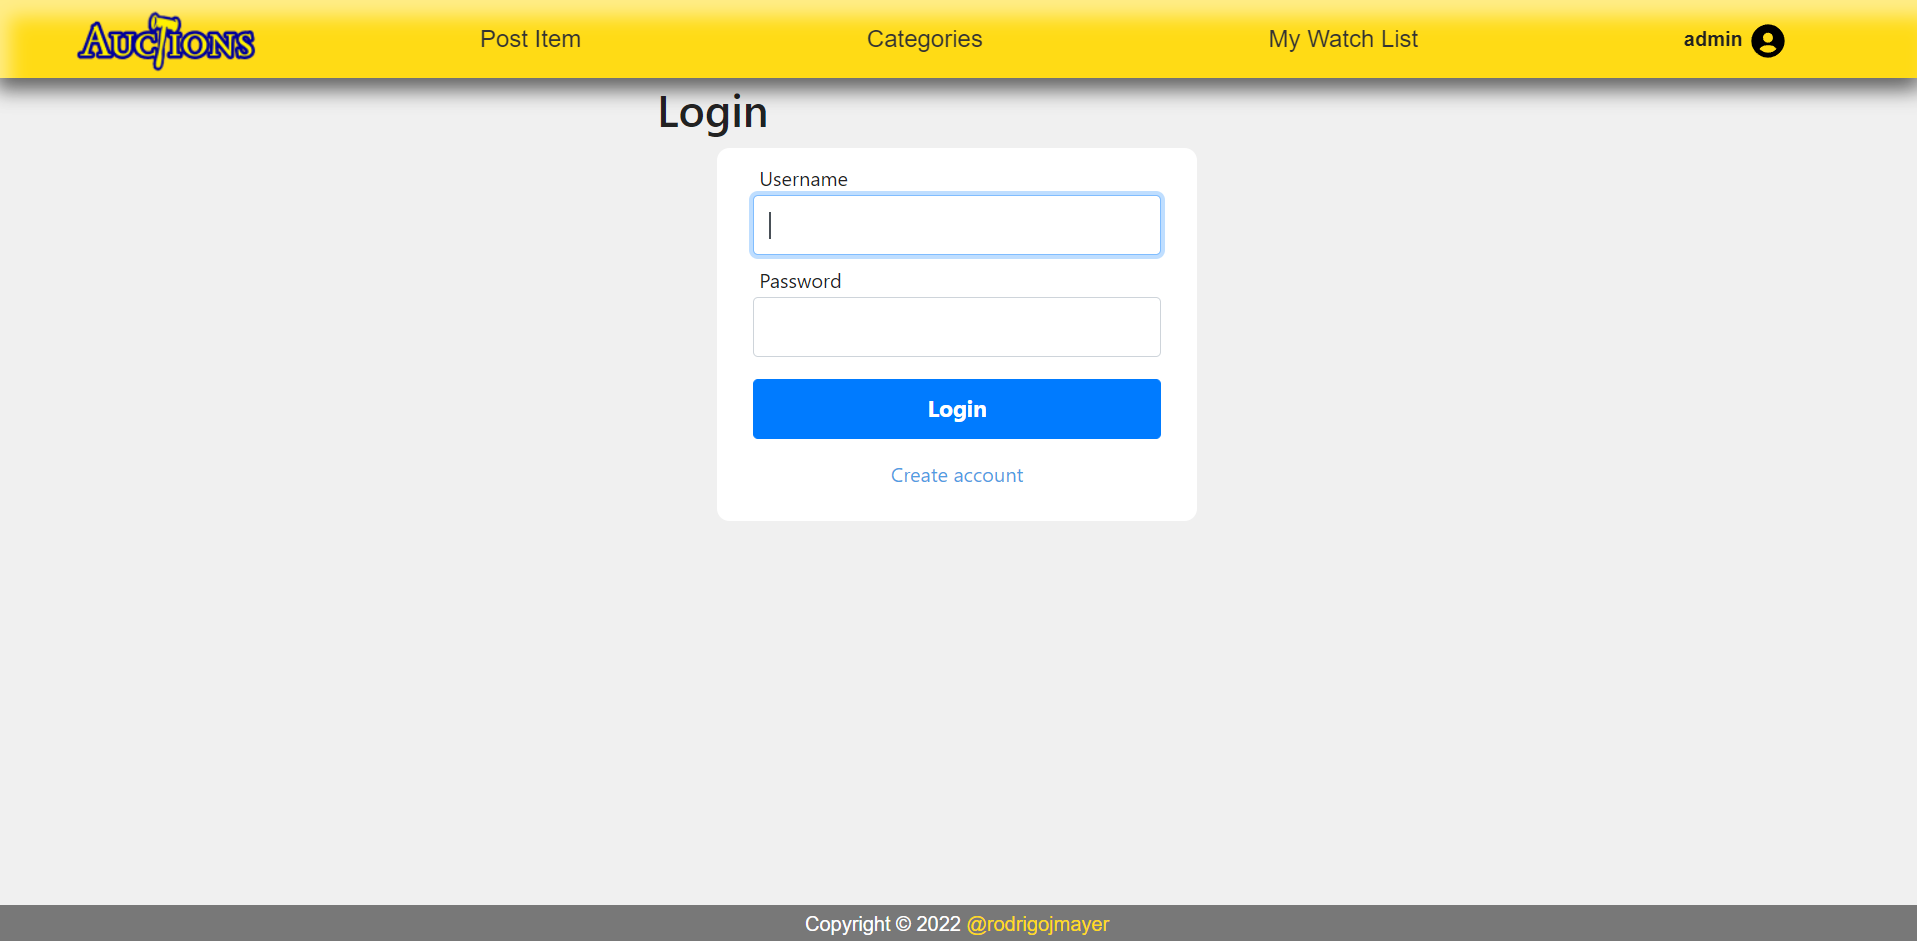 Auctions
Post Item
Categories
My Watch List
admin
Login
Username
Password
Login
Create account
Copyright © 2022 @rodrigojmayer